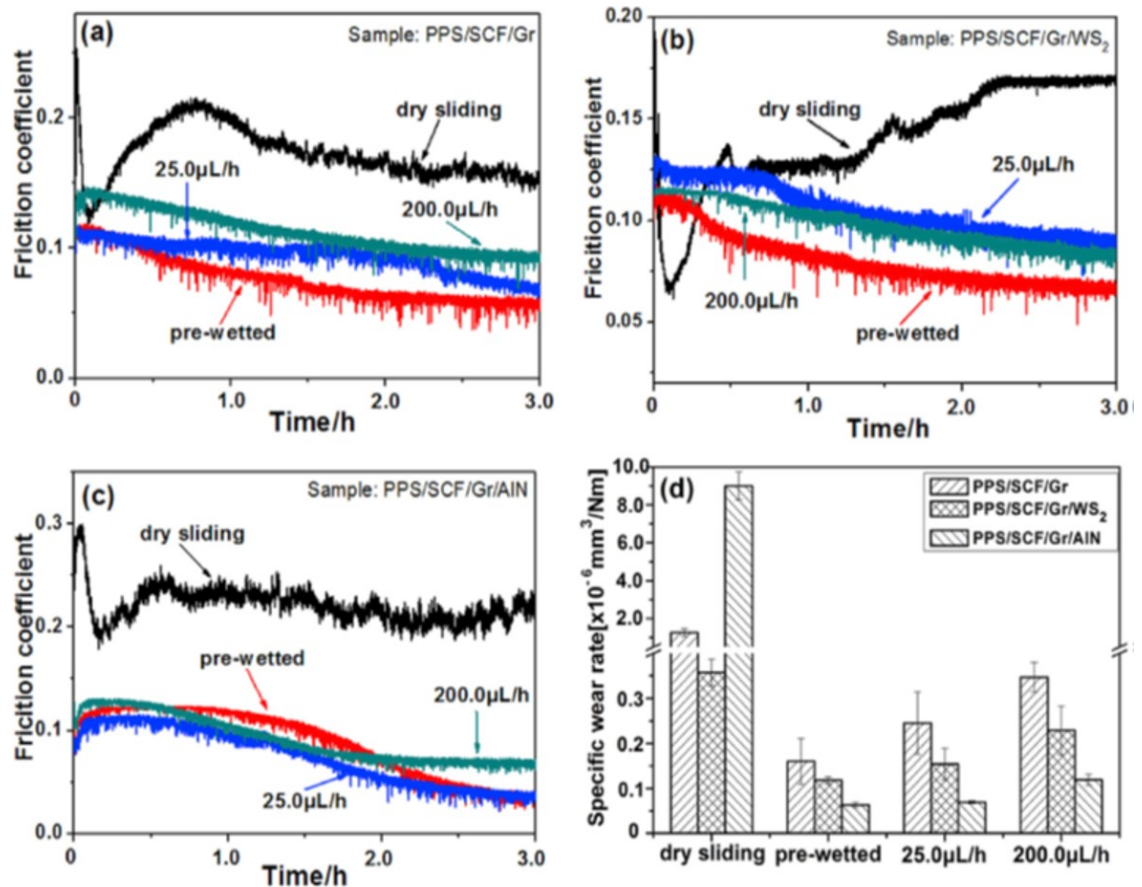 (a)
Sample: PPS/SCF/Gr
Fricition coefficient
0.2
0.1
0.0
dry sliding
25.0μL/h
200.0μL/h
pre-wetted
0
1.0
2.0
3.0
Time/h
(b)
Sample: PPS/SCF/Gr/WS₂
Fricition coefficient
0.20
0.15
0.10
0.05
dry sliding
25.0μL/h
200.0μL/h
pre-wetted
0
1.0
2.0
3.0
Time/h
(c)
Sample: PPS/SCF/Gr/AlN
Fricition coefficient
0.3
0.2
0.1
0.0
dry sliding
pre-wetted
200.0μL/h
25.0μL/h
0
1.0
2.0
3.0
Time/h
(d)
Specific wear rate[x10⁻⁶mm³/Nm]
10.0
8.0
6.0
4.0
2.0
0.3
0.2
0.1
0
PPS/SCF/Gr
PPS/SCF/Gr/WS₂
PPS/SCF/Gr/AlN
dry sliding
pre-wetted
25.0μL/h
200.0μL/h